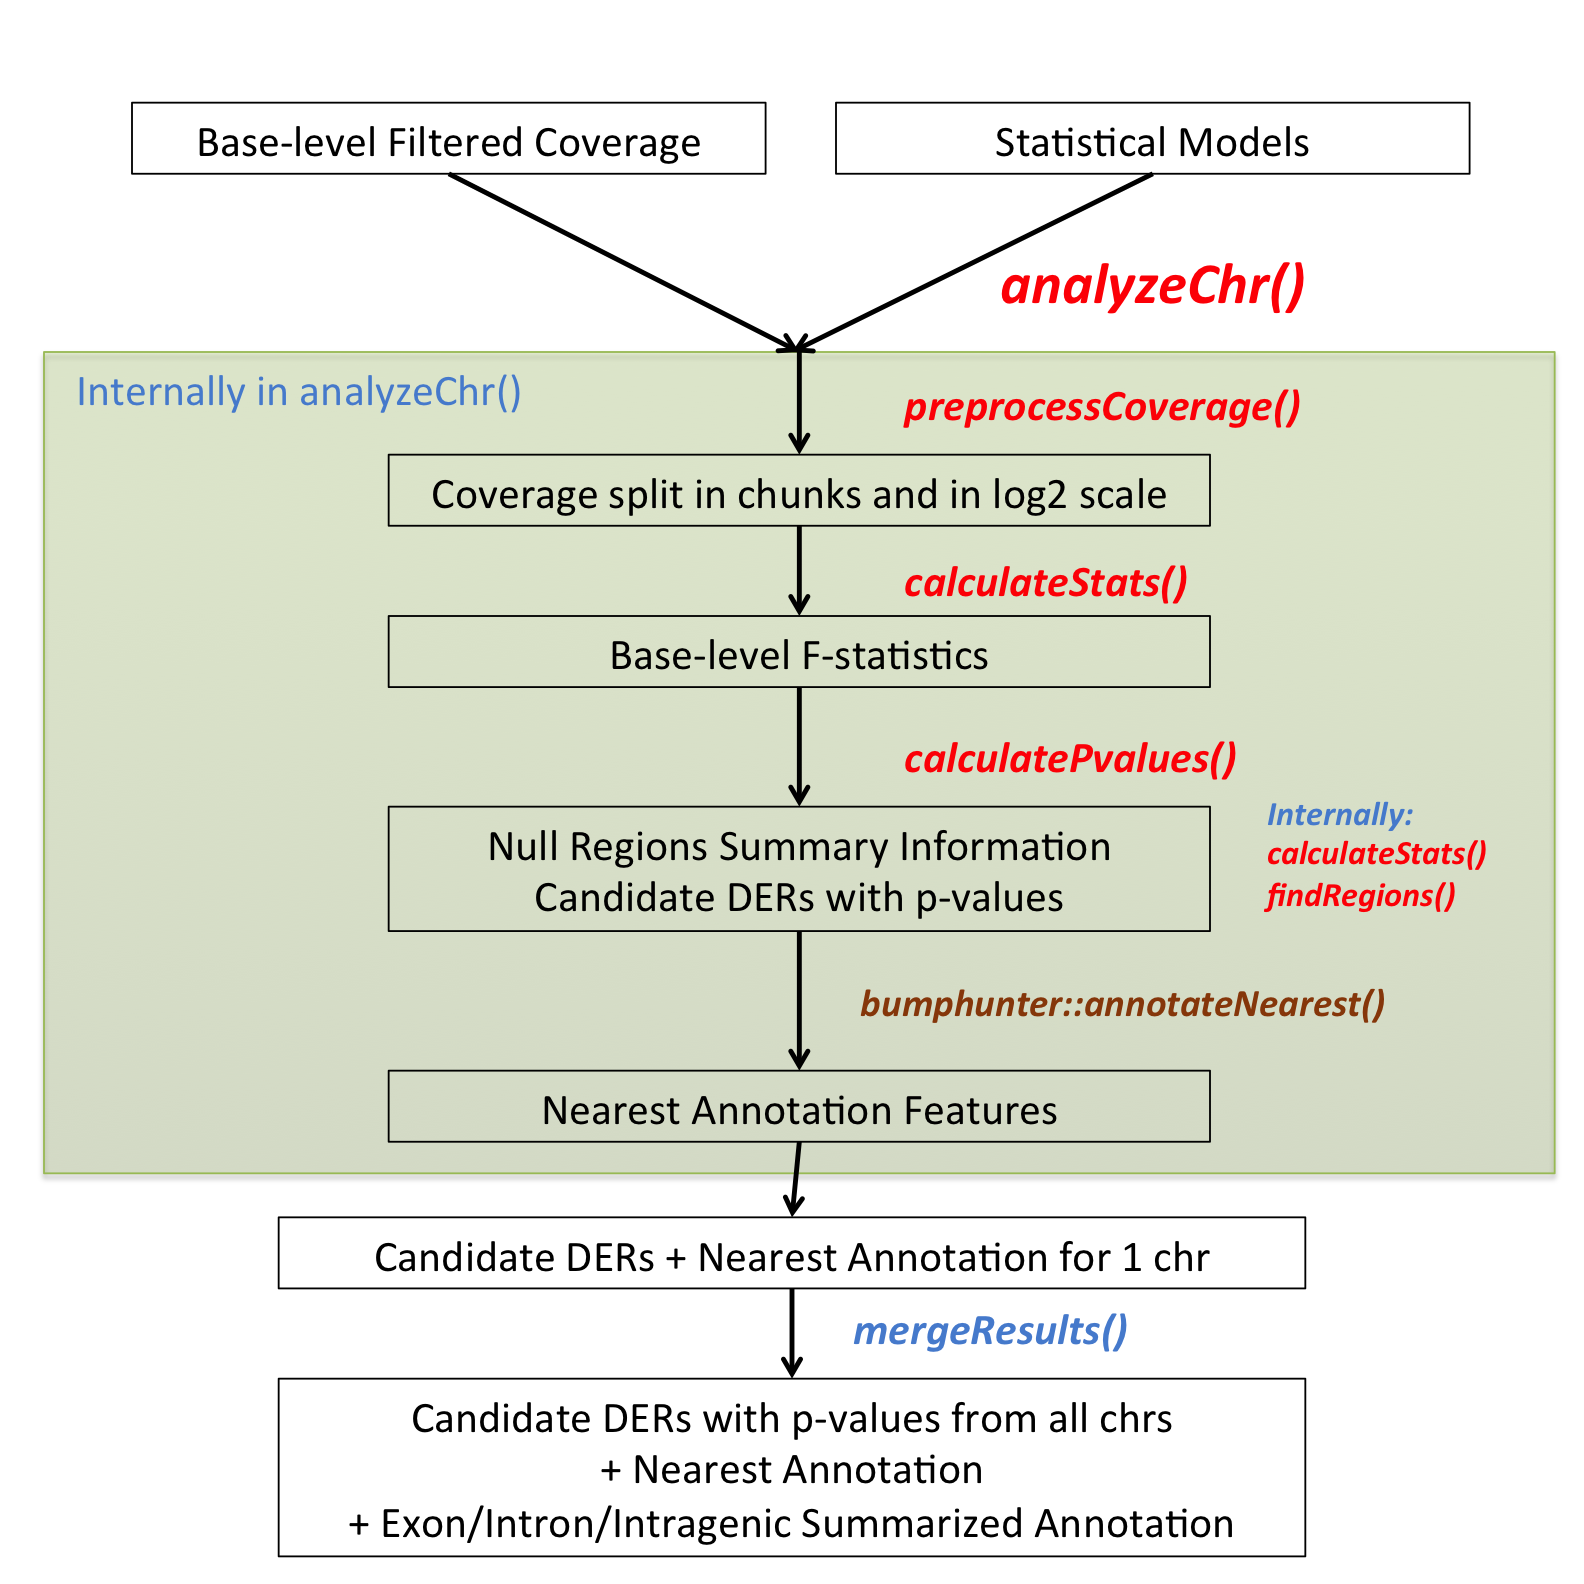 Base-level Filtered Coverage
Statistical Models
analyzeChr()
Internally in analyzeChr()
preprocessCoverage()
Coverage split in chunks and in log2 scale
calculateStats()
Base-level F-statistics
calculatePvalues()
Null Regions Summary Information
Candidate DERs with p-values
Internally:
calculateStats()
findRegions()
bumphunter::annotateNearest()
Nearest Annotation Features
Candidate DERs + Nearest Annotation for 1 chr
mergeResults()
Candidate DERs with p-values from all chrs
+ Nearest Annotation
+ Exon/Intron/Intragenic Summarized Annotation